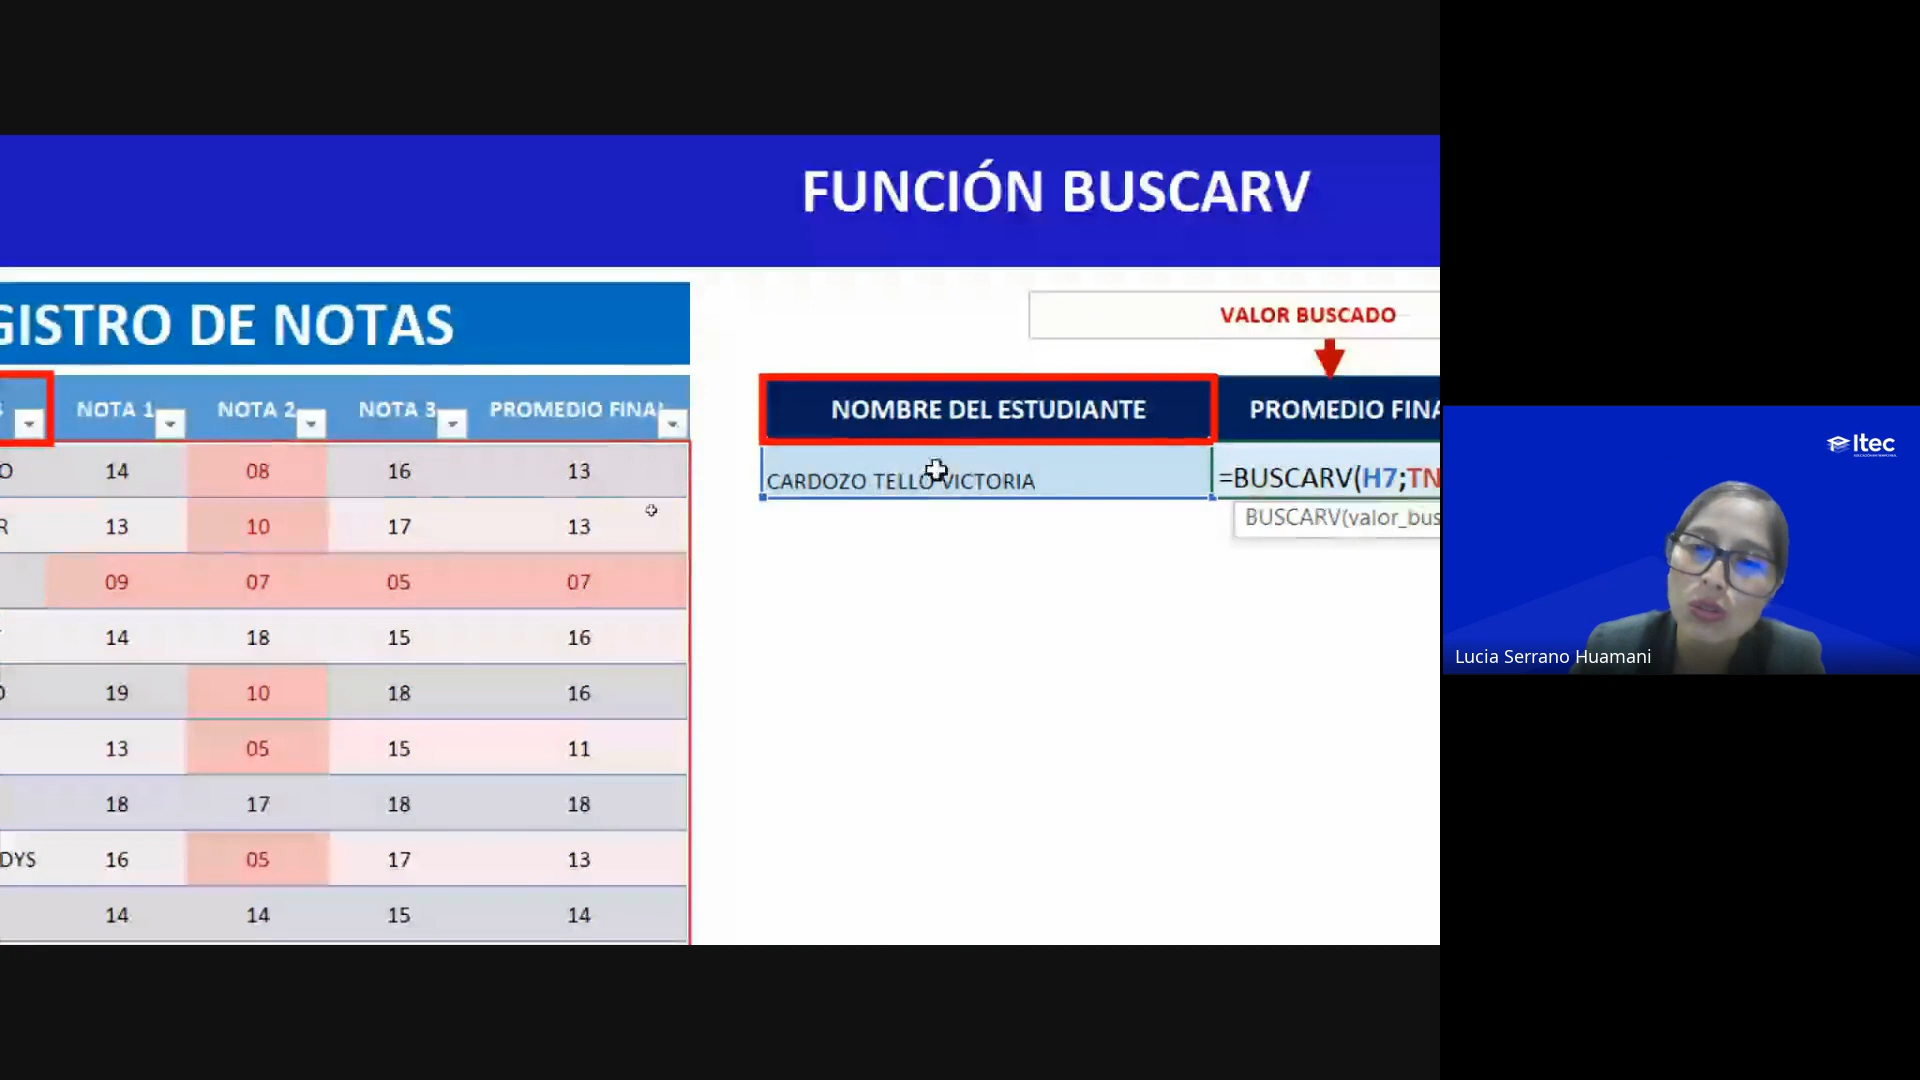 FUNCIÓN BUSCARV
GISTRO DE NOTAS
NOTA 1
NOTA 2
NOTA 3
PROMEDIO FINAL
O 14 08 16 13
R 13 10 17 13
09 07 05 07
14 18 15 16
19 10 18 16
13 05 15 11
18 17 18 18
DYS 16 05 17 13
14 14 15 14
VALOR BUSCADO
NOMBRE DEL ESTUDIANTE
PROMEDIO FINA
CARDOZO TELLO VICTORIA
=BUSCARV(H7;TN
BUSCARV(valor_bus
Itec
Lucia Serrano Huamani